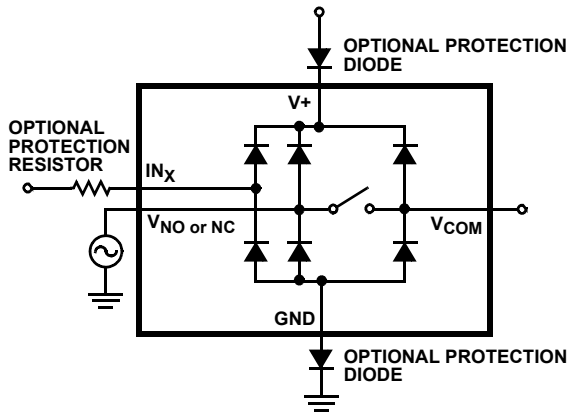 OPTIONAL PROTECTION
DIODE
V+
OPTIONAL
PROTECTION
RESISTOR
INX
VNO or NC
VCOM
GND
OPTIONAL PROTECTION
DIODE